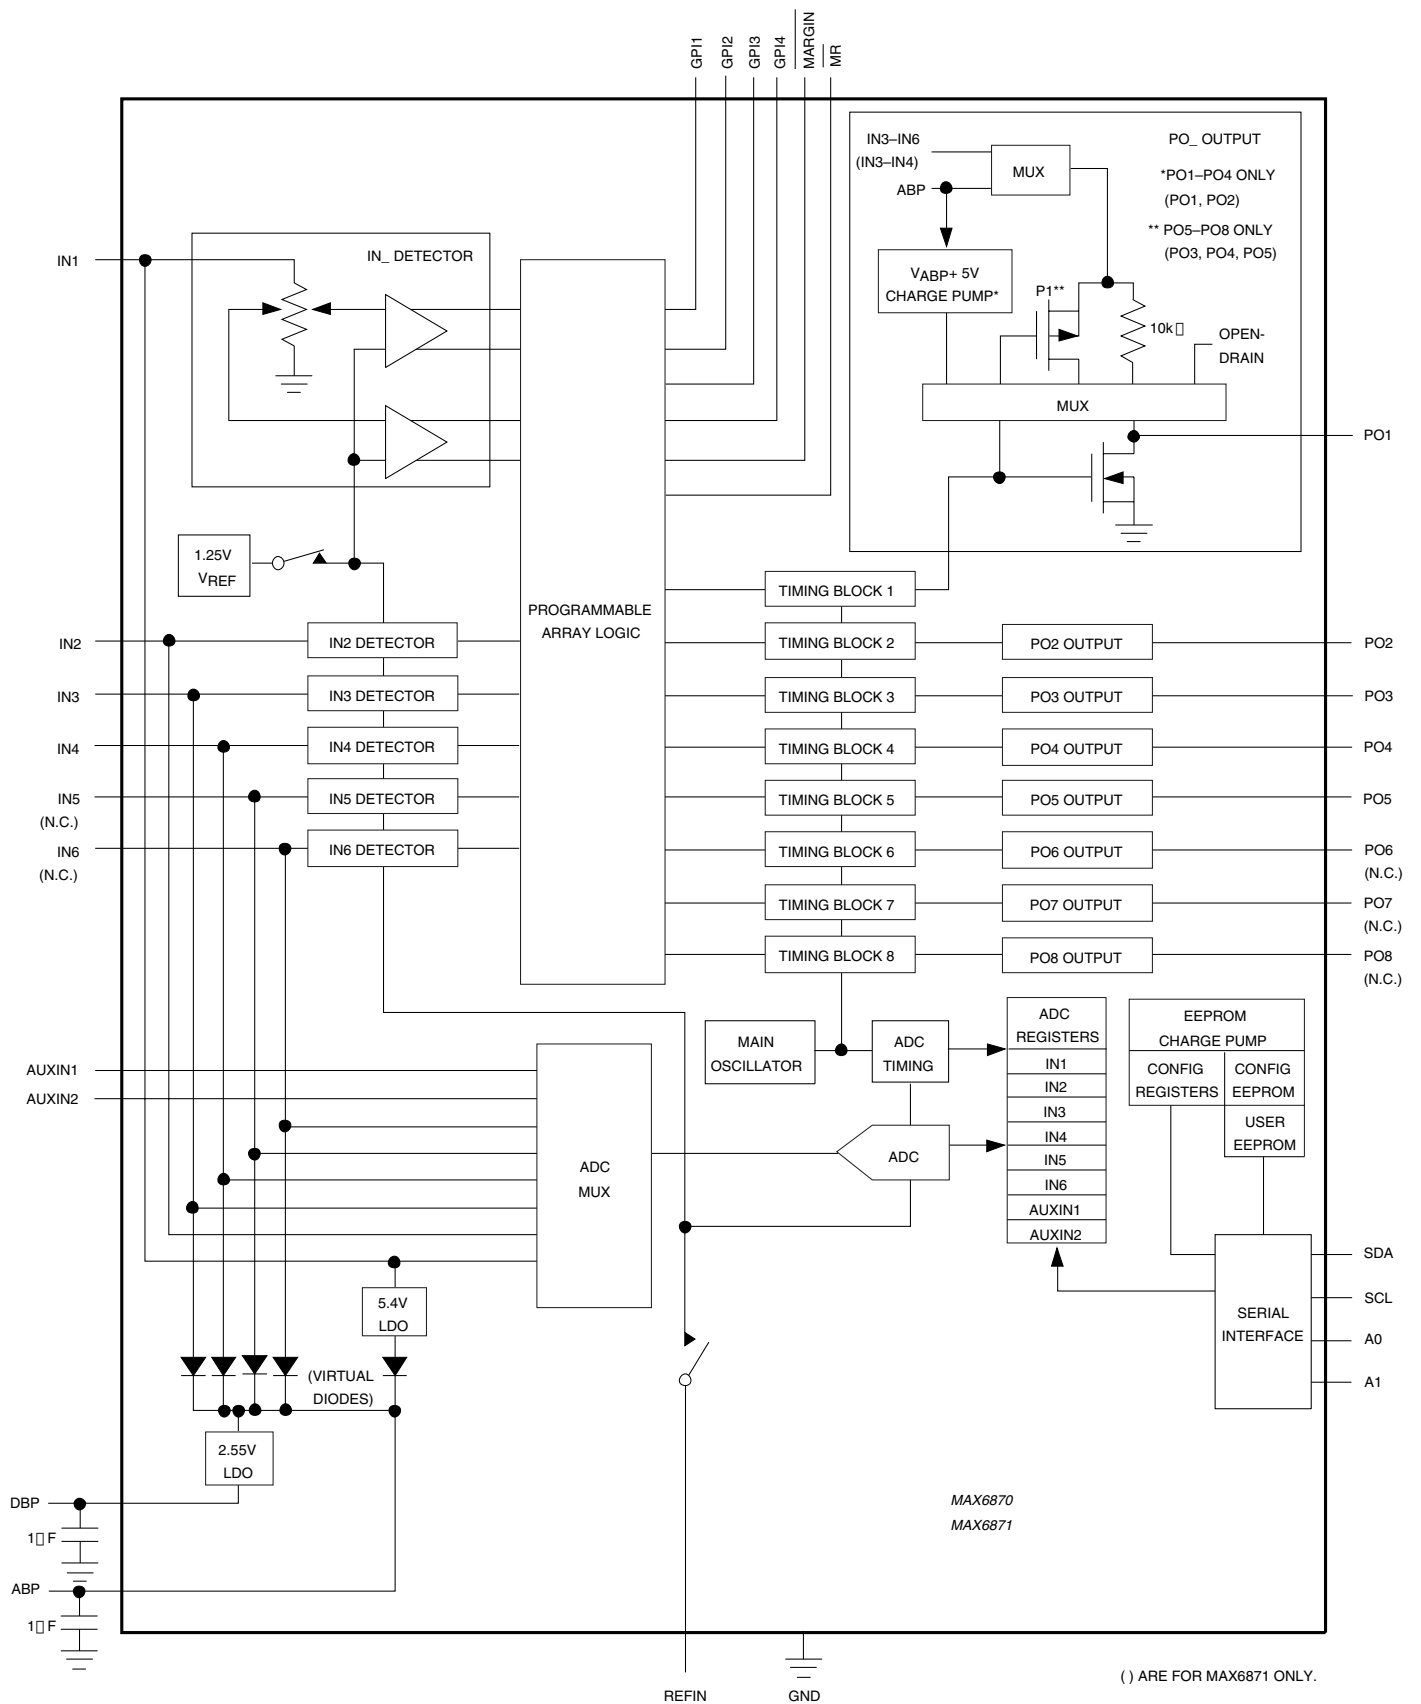 GPI1
GPI2
GPI3
GPI4
MARGIN
MR
IN3–IN6
(IN3–IN4)
ABP
MUX
PO_ OUTPUT
*PO1–PO4 ONLY
(PO1, PO2)
** PO5–PO8 ONLY
(PO3, PO4, PO5)
VABP+ 5V
CHARGE PUMP*
P1**
10k▯
OPEN-
DRAIN
MUX
PO1
IN1
IN_ DETECTOR
1.25V
VREF
PROGRAMMABLE
ARRAY LOGIC
TIMING BLOCK 1
IN2
IN2 DETECTOR
TIMING BLOCK 2
PO2 OUTPUT
PO2
IN3
IN3 DETECTOR
TIMING BLOCK 3
PO3 OUTPUT
PO3
IN4
IN4 DETECTOR
TIMING BLOCK 4
PO4 OUTPUT
PO4
IN5
(N.C.)
IN5 DETECTOR
TIMING BLOCK 5
PO5 OUTPUT
PO5
IN6
(N.C.)
IN6 DETECTOR
TIMING BLOCK 6
PO6 OUTPUT
PO6
(N.C.)
TIMING BLOCK 7
PO7 OUTPUT
PO7
(N.C.)
TIMING BLOCK 8
PO8 OUTPUT
PO8
(N.C.)
MAIN
OSCILLATOR
ADC
TIMING
ADC
REGISTERS
IN1
IN2
IN3
IN4
IN5
IN6
AUXIN1
AUXIN2
EEPROM
CHARGE PUMP
CONFIG
REGISTERS
CONFIG
EEPROM
USER
EEPROM
AUXIN1
AUXIN2
ADC
MUX
ADC
5.4V
LDO
(VIRTUAL
DIODES)
2.55V
LDO
SERIAL
INTERFACE
SDA
SCL
A0
A1
DBP
1▯F
ABP
1▯F
MAX6870
MAX6871
REFIN
GND
( ) ARE FOR MAX6871 ONLY.